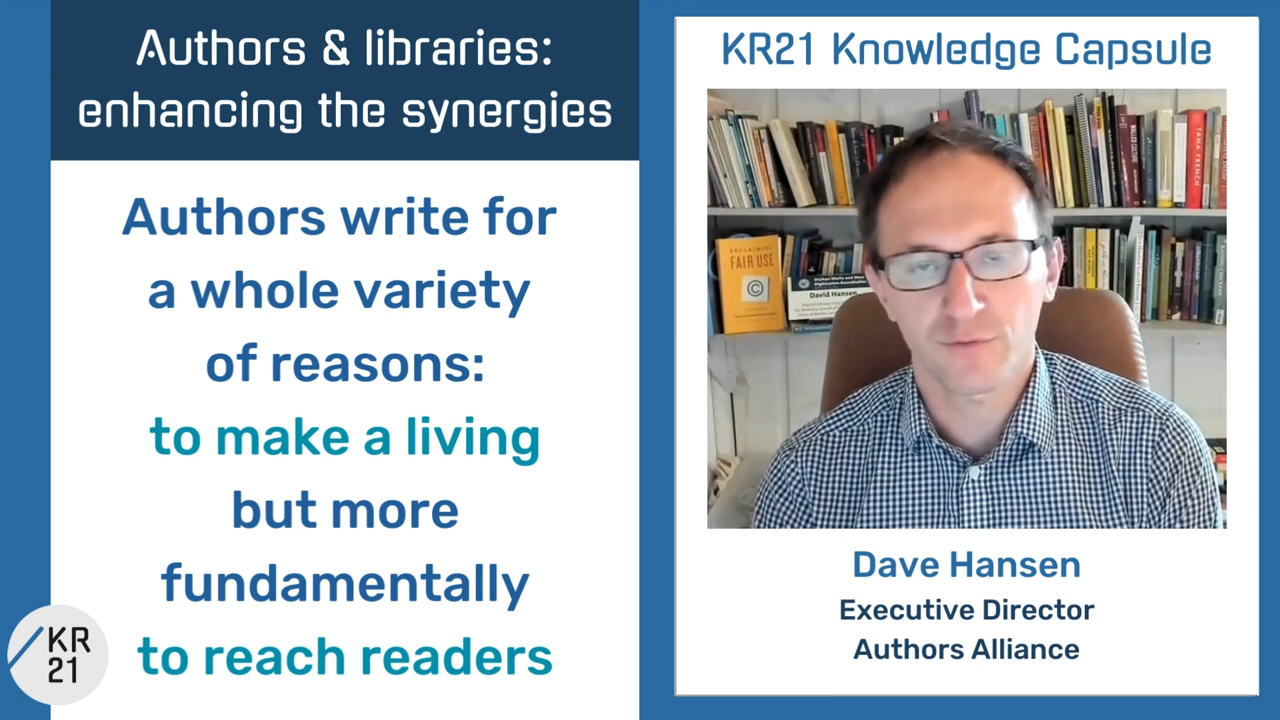 Authors & libraries:
enhancing the synergies
Authors write for
a whole variety
of reasons:
to make a living
but more
fundamentally
to reach readers
KR
21
KR21 Knowledge Capsule
TANA FRENCH
RECLAIMING
FAIR USE
©
David Hansen
Dave Hansen
Executive Director
Authors Alliance